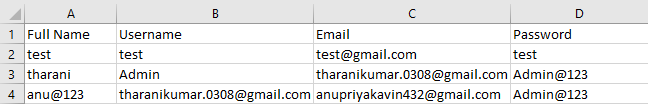 A B C D
1 Full Name Username Email Password
2 test test test@gmail.com test
3 tharani Admin tharanikumar.0308@gmail.com Admin@123
4 anu@123 tharanikumar.0308@gmail.com anupriyakavin432@gmail.com Admin@123